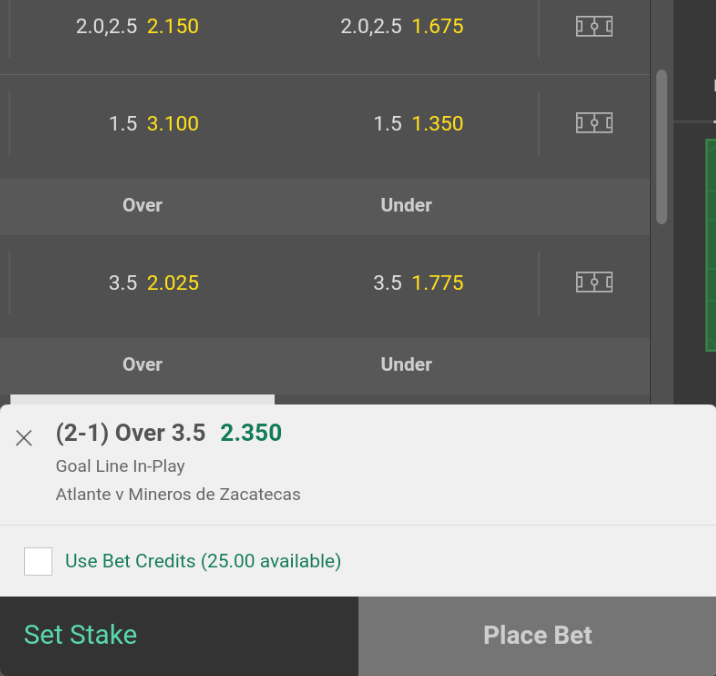 2.0,2.5 2.150 2.0,2.5 1.675
1.5 3.100 1.5 1.350
Over Under
3.5 2.025 3.5 1.775
Over Under
(2-1) Over 3.5 2.350
Goal Line In-Play
Atlante v Mineros de Zacatecas
Use Bet Credits (25.00 available)
Set Stake Place Bet